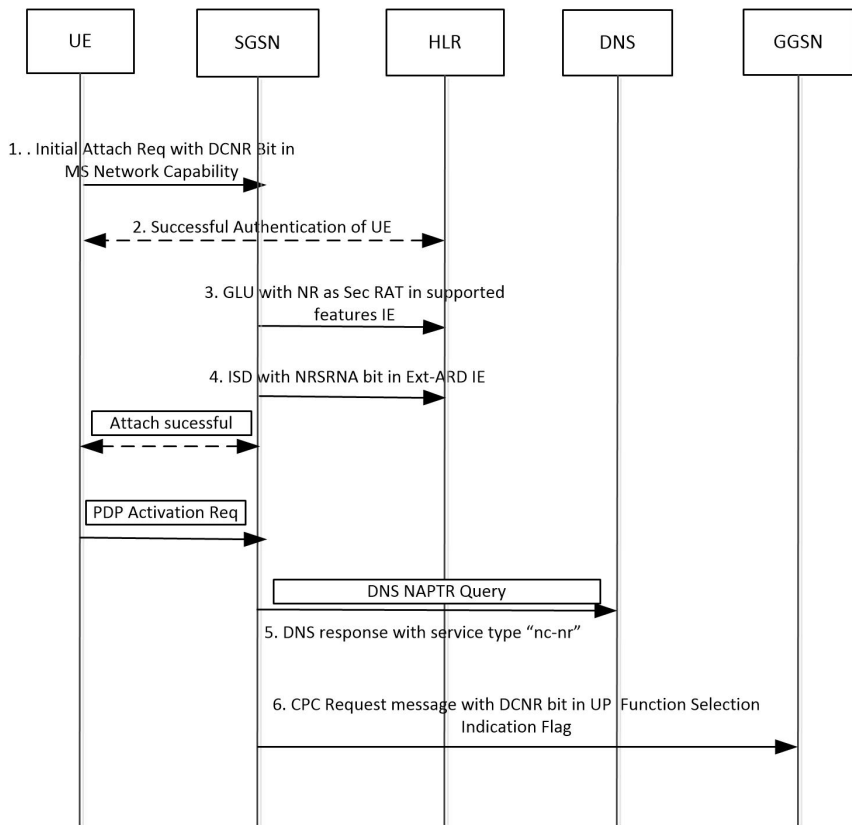 UE
SGSN
HLR
DNS
GGSN
1. . Initial Attach Req with DCNR Bit in
MS Network Capability
2. Successful Authentication of UE
3. GLU with NR as Sec RAT in supported
features IE
4. ISD with NRSRNA bit in Ext-ARD IE
Attach sucessful
PDP Activation Req
DNS NAPTR Query
5. DNS response with service type “nc-nr”
6. CPC Request message with DCNR bit in UP Function Selection
Indication Flag